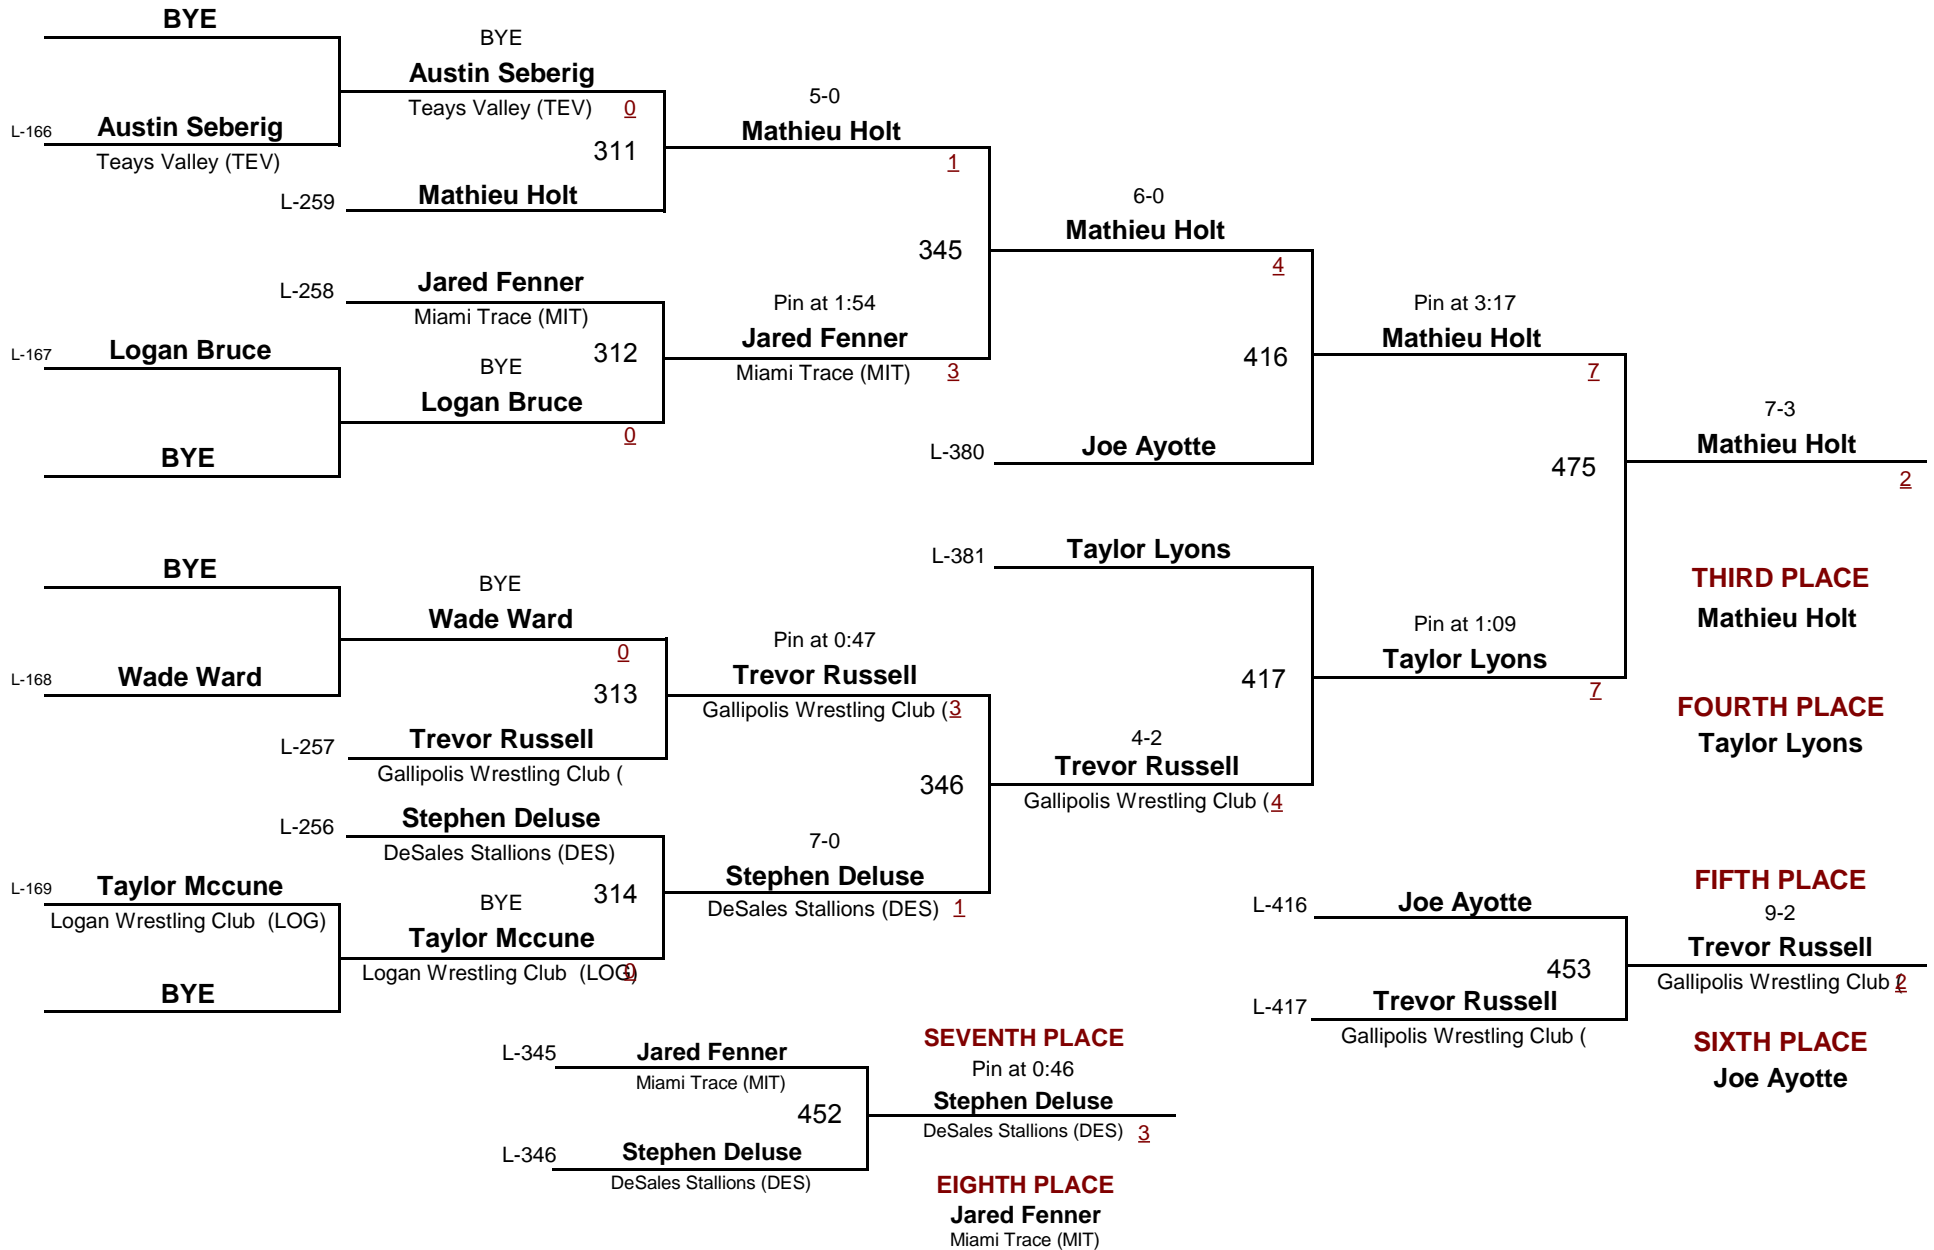 BYE
BYE
Austin Seberig
Teays Valley (TEV) 0
L-166 Austin Seberig
Teays Valley (TEV)
311
L-259 Mathieu Holt
5-0
Mathieu Holt
1
L-258 Jared Fenner
Miami Trace (MIT)
312
L-167 Logan Bruce
BYE
Logan Bruce
0
BYE
Pin at 1:54
Jared Fenner
Miami Trace (MIT) 3
345
6-0
Mathieu Holt
4
416
L-380 Joe Ayotte
Pin at 3:17
Mathieu Holt
7
475
7-3
Mathieu Holt
2
BYE
BYE
Wade Ward
0
L-168 Wade Ward
313
L-257 Trevor Russell
Gallipolis Wrestling Club (
Pin at 0:47
Trevor Russell
Gallipolis Wrestling Club ( 3
L-256 Stephen Deluse
DeSales Stallions (DES)
314
L-169 Taylor Mccune
Logan Wrestling Club (LOG)
BYE
Taylor Mccune
Logan Wrestling Club (LOG) 0
BYE
7-0
Stephen Deluse
DeSales Stallions (DES) 1
346
L-381 Taylor Lyons
417
4-2
Trevor Russell
Gallipolis Wrestling Club ( 4
Pin at 1:09
Taylor Lyons
7
THIRD PLACE
Mathieu Holt
FOURTH PLACE
Taylor Lyons
L-416 Joe Ayotte
453
L-417 Trevor Russell
Gallipolis Wrestling Club (
FIFTH PLACE
9-2
Trevor Russell
Gallipolis Wrestling Club ( 2
SIXTH PLACE
Joe Ayotte
L-345 Jared Fenner
Miami Trace (MIT)
452
L-346 Stephen Deluse
DeSales Stallions (DES)
SEVENTH PLACE
Pin at 0:46
Stephen Deluse
DeSales Stallions (DES) 3
EIGHTH PLACE
Jared Fenner
Miami Trace (MIT)